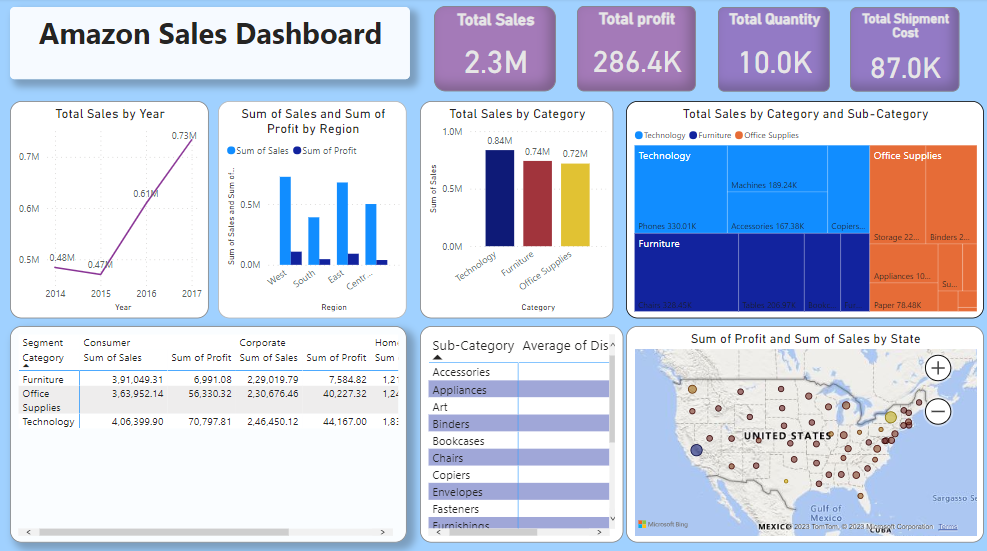 Amazon Sales Dashboard
Total Sales
2.3M
Total profit
286.4K
Total Quantity
10.0K
Total Shipment
Cost
87.0K
Total Sales by Year
0.7M
0.6M
0.5M
0.48M
0.47M
0.61M
0.73M
2014 2015 2016 2017
Year
Sum of Sales and Sum of
Profit by Region
Sum of Sales Sum of Profit
Sum of Sales and Sum of...
0.5M
0.0M
West South East Centr...
Region
Total Sales by Category
Sum of Sales
1.0M
0.5M
0.0M
0.84M
0.74M
0.72M
Technology Furniture Office Supplies
Category
Total Sales by Category and Sub-Category
Technology Furniture Office Supplies
Technology
Phones 330.01K
Machines 189.24K
Accessories 167.38K
Copiers...
Furniture
Office Supplies
Storage 22...
Binders 2...
Appliances 10...
Su...
Paper 78.48K
Segment Consumer Corporate Hom
Category Sum of Sales Sum of Profit Sum of Sales Sum of Profit Sum
Furniture 3,91,049.31 6,991.08 2,29,019.79 7,584.82 1,21
Office
Supplies 3,63,952.14 56,330.32 2,30,676.46 40,227.32 1,24
Technology 4,06,399.90 70,797.81 2,46,450.12 44,167.00 1,83
Sub-Category Average of Dis
Accessories
Appliances
Art
Binders
Bookcases
Chairs
Copiers
Envelopes
Fasteners
Furnishings
Sum of Profit and Sum of Sales by State
UNITED STATES
Gulf of
Mexico
MEXICO
CUBA
Sargasso Se
Microsoft Bing
© 2023 TomTom, © 2023 Microsoft Corporation Terms